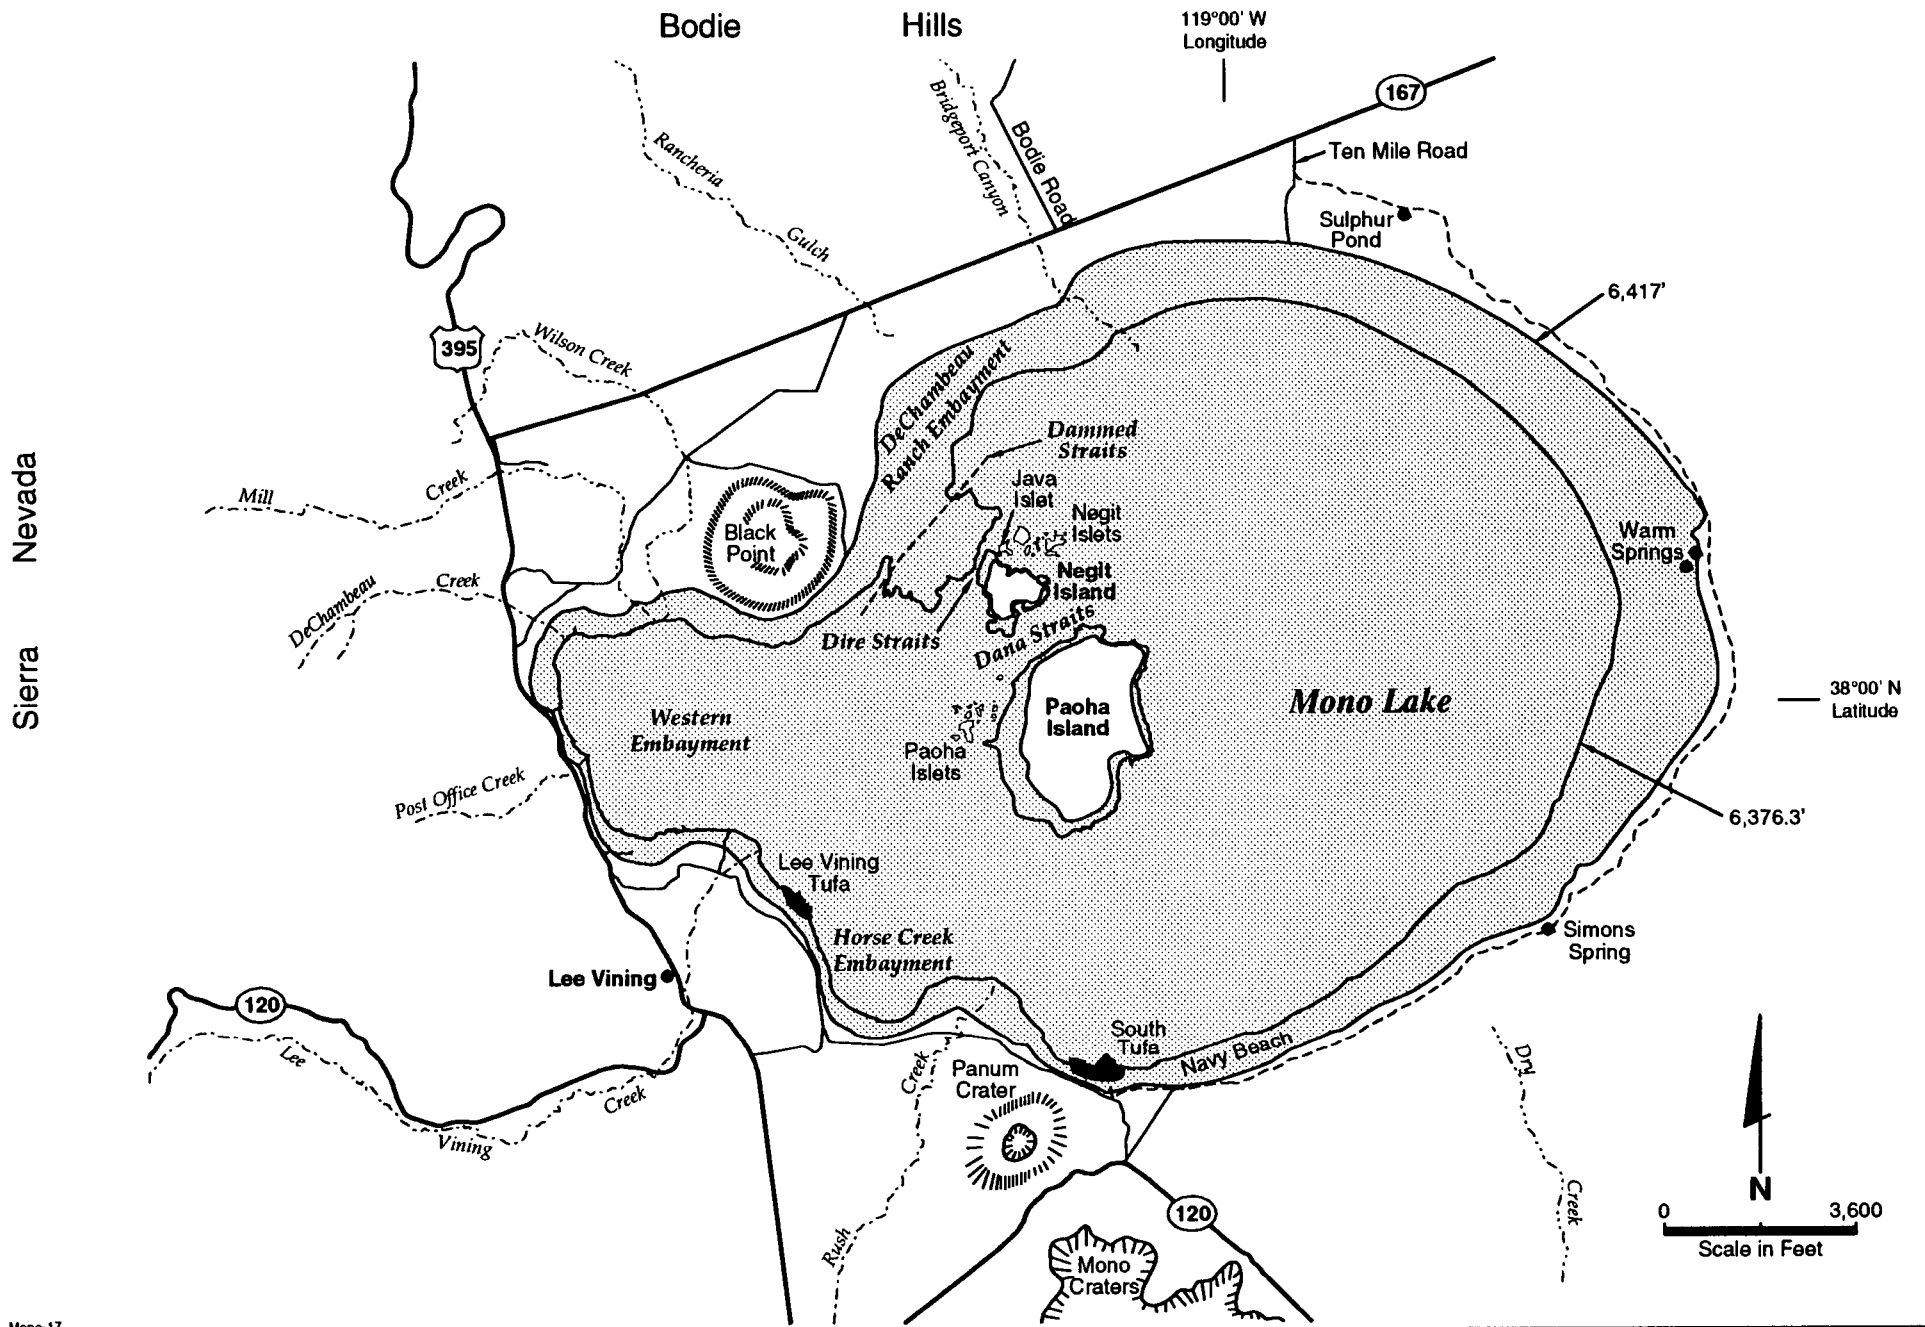 Bodie Hills
119°00' W
Longitude
167
Ten Mile Road
Sulphur
Pond
Bridgeport Canyon
Bodie Road
Rancheria
Gulch
6,417'
395
Wilson Creek
DeChambeau
Ranch Embayment
Dammed
Straits
Java
Islet
Negit
Islets
Sierra Nevada
Mill Creek
Black
Point
Warm
Springs
Negit
Island
DeChambeau Creek
Dire Straits
Dana Straits
Mono Lake
38°00' N
Latitude
Western
Embayment
Paoha
Island
Paoha
Islets
Post Office Creek
6,376.3'
Lee Vining
Tufa
Horse Creek
Embayment
Simons
Spring
Lee Vining
120
South
Tufa
Navy Beach
Lee Vining Creek
Panum
Crater
Rush Creek
Dry Creek
N
120
0 3,600
Scale in Feet
Mono
Craters
Mono-17